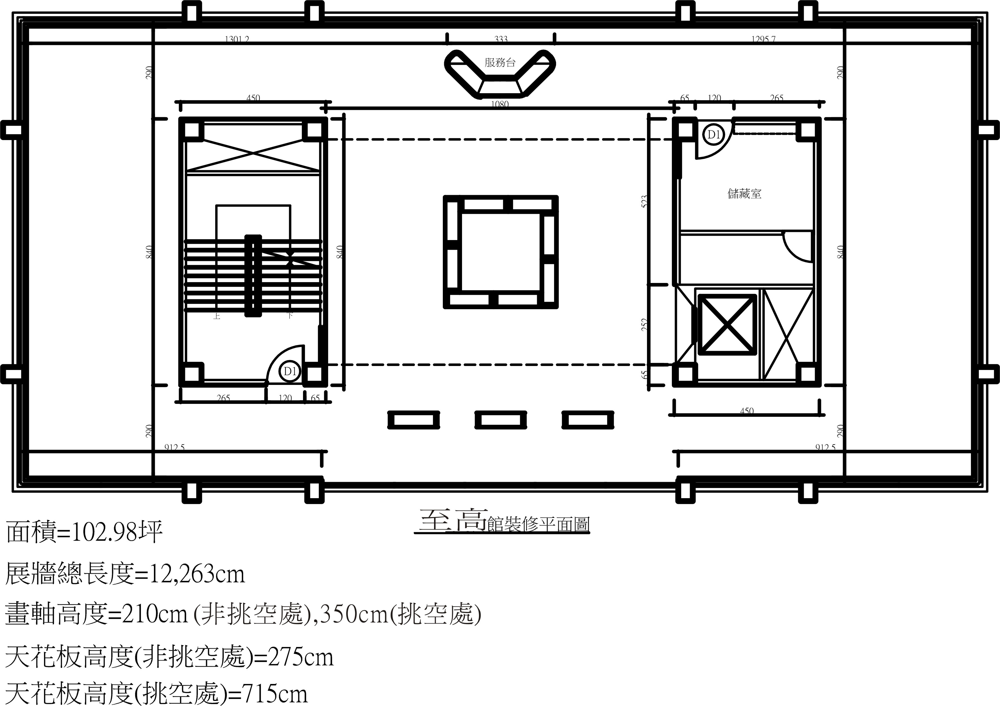 1301.2
333
1295.7
服務台
290
290
450
1080
65
120
265
D1
儲藏室
523
840
840
840
252
上
下
D1
65
265
120
65
450
290
290
912.5
912.5
至高館裝修平面圖
面積=102.98坪
展牆總長度=12,263cm
畫軸高度=210cm(非挑空處),350cm(挑空處)
天花板高度(非挑空處)=275cm
天花板高度(挑空處)=715cm